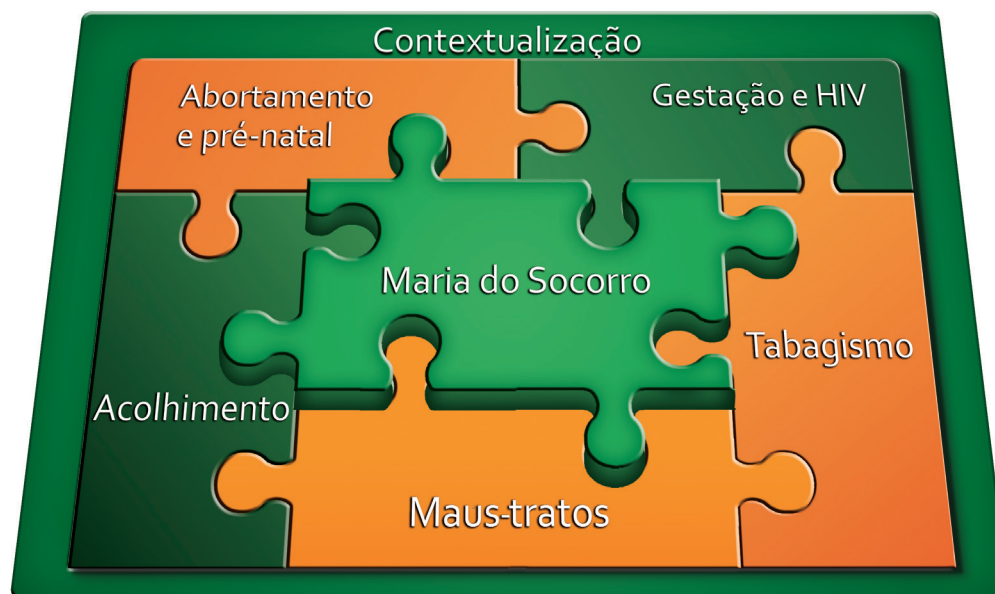 Contextualização
Abortamento
e pré-natal
Gestação e HIV
Maria do Socorro
Tabagismo
Acolhimento
Maus-tratos